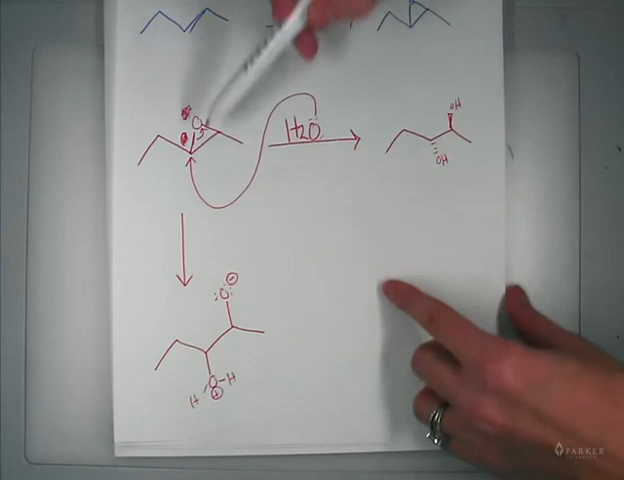 O
H2O
OH
OH
:O: ⊖
H O H
⊕
PARKER